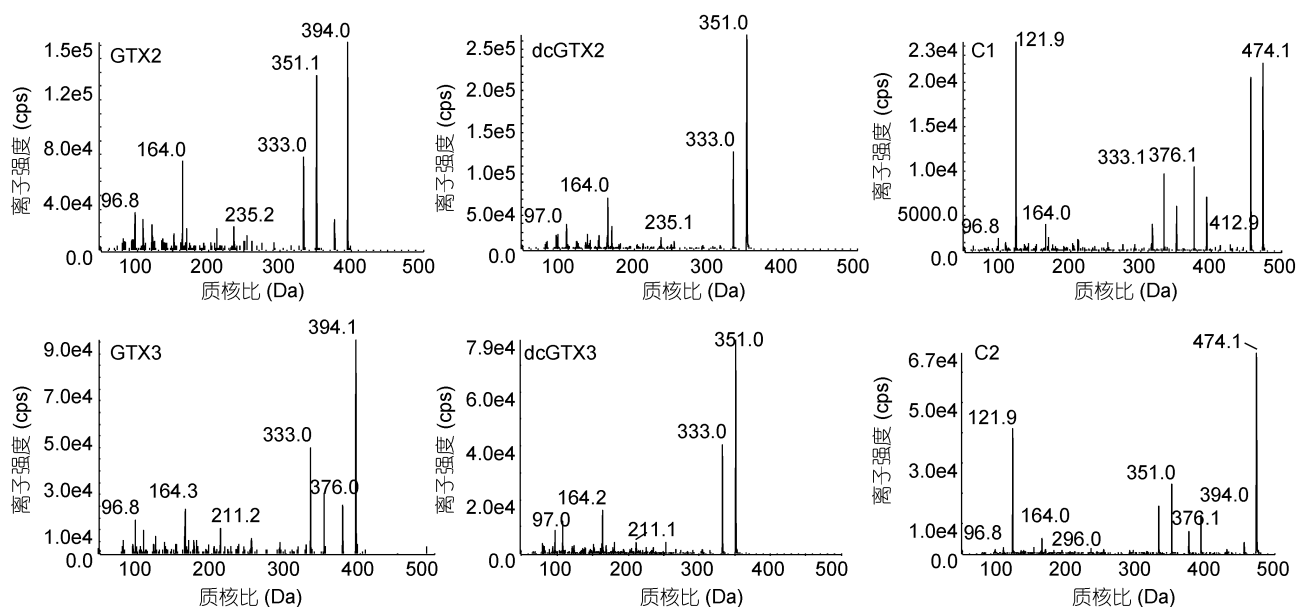 GTX2
394.0
351.1
333.0
164.0
96.8
235.2
1.5e5
1.2e5
8.0e4
4.0e4
0.0
100 200 300 400 500
质核比 (Da)
离子强度 (cps)
dcGTX2
351.0
333.0
164.0
97.0
235.1
2.5e5
2.0e5
1.5e5
1.0e5
5.0e4
0.0
100 200 300 400 500
质核比 (Da)
离子强度 (cps)
C1
121.9
474.1
333.1 376.1
164.0
96.8
412.9
2.3e4
2.0e4
1.5e4
1.0e4
5000.0
0.0
100 200 300 400 500
质核比 (Da)
离子强度 (cps)
GTX3
394.1
333.0
376.0
164.3
96.8
211.2
9.0e4
7.0e4
5.0e4
3.0e4
1.0e4
0.0
100 200 300 400 500
质核比 (Da)
离子强度 (cps)
dcGTX3
351.0
333.0
164.2
97.0
211.1
7.9e4
6.0e4
4.0e4
2.0e4
0.0
100 200 300 400 500
质核比 (Da)
离子强度 (cps)
C2
474.1
121.9
351.0
394.0
376.1
164.0
96.8
296.0
6.7e4
5.0e4
3.0e4
1.0e4
0.0
100 200 300 400 500
质核比 (Da)
离子强度 (cps)